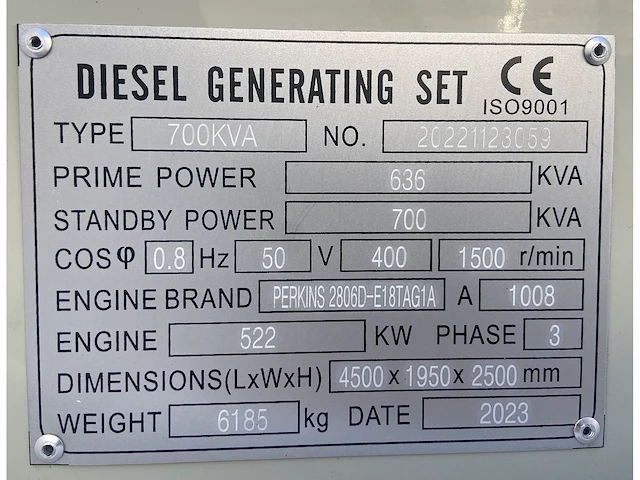 DIESEL GENERATING SET CE
ISO9001
TYPE 700KVA NO. 20221123059
PRIME POWER 636 KVA
STANDBY POWER 700 KVA
COSφ 0.8 Hz 50 V 400 1500 r/min
ENGINE BRAND PERKINS 2806D-E18TAG1A A 1008
ENGINE 522 KW PHASE 3
DIMENSIONS(LxWxH) 4500 x 1950 x 2500 mm
WEIGHT 6185 kg DATE 2023